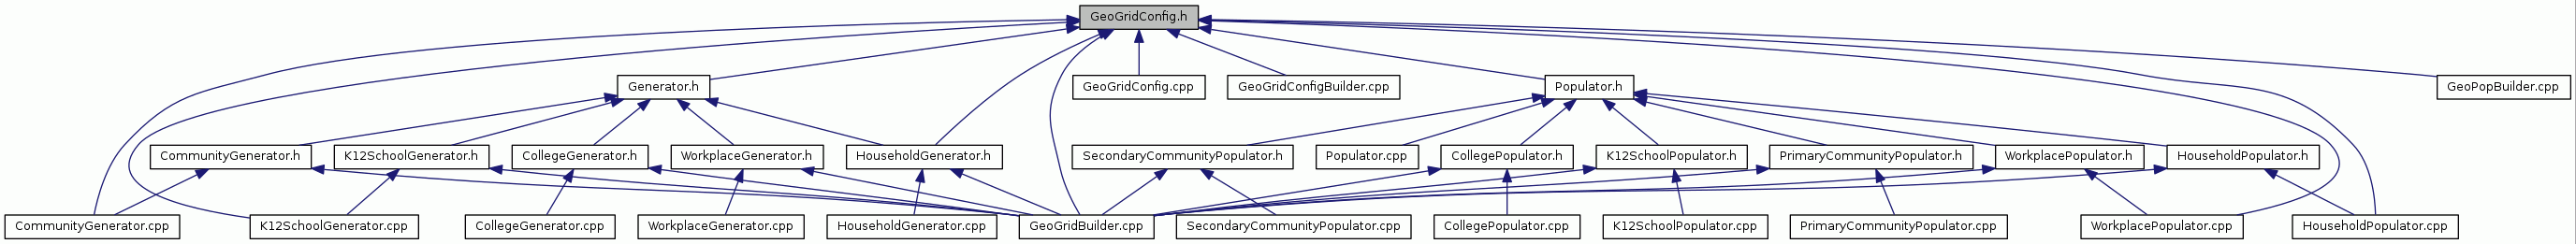 GeoGridConfig.h
Generator.h
GeoGridConfig.cpp
GeoGridConfigBuilder.cpp
Populator.h
GeoPopBuilder.cpp
CommunityGenerator.h
K12SchoolGenerator.h
CollegeGenerator.h
WorkplaceGenerator.h
HouseholdGenerator.h
SecondaryCommunityPopulator.h
Populator.cpp
CollegePopulator.h
K12SchoolPopulator.h
PrimaryCommunityPopulator.h
WorkplacePopulator.h
HouseholdPopulator.h
CommunityGenerator.cpp
K12SchoolGenerator.cpp
CollegeGenerator.cpp
WorkplaceGenerator.cpp
HouseholdGenerator.cpp
GeoGridBuilder.cpp
SecondaryCommunityPopulator.cpp
CollegePopulator.cpp
K12SchoolPopulator.cpp
PrimaryCommunityPopulator.cpp
WorkplacePopulator.cpp
HouseholdPopulator.cpp